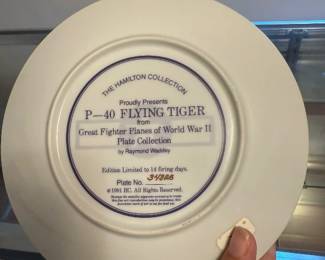 THE HAMILTON COLLECTION
Proudly Presents
P—40 FLYING TIGER
from
Great Fighter Planes of World War II
Plate Collection
by Raymond Waddey
Edition Limited to 14 firing days.
Plate No.
©1991 HC. All Rights Reserved.